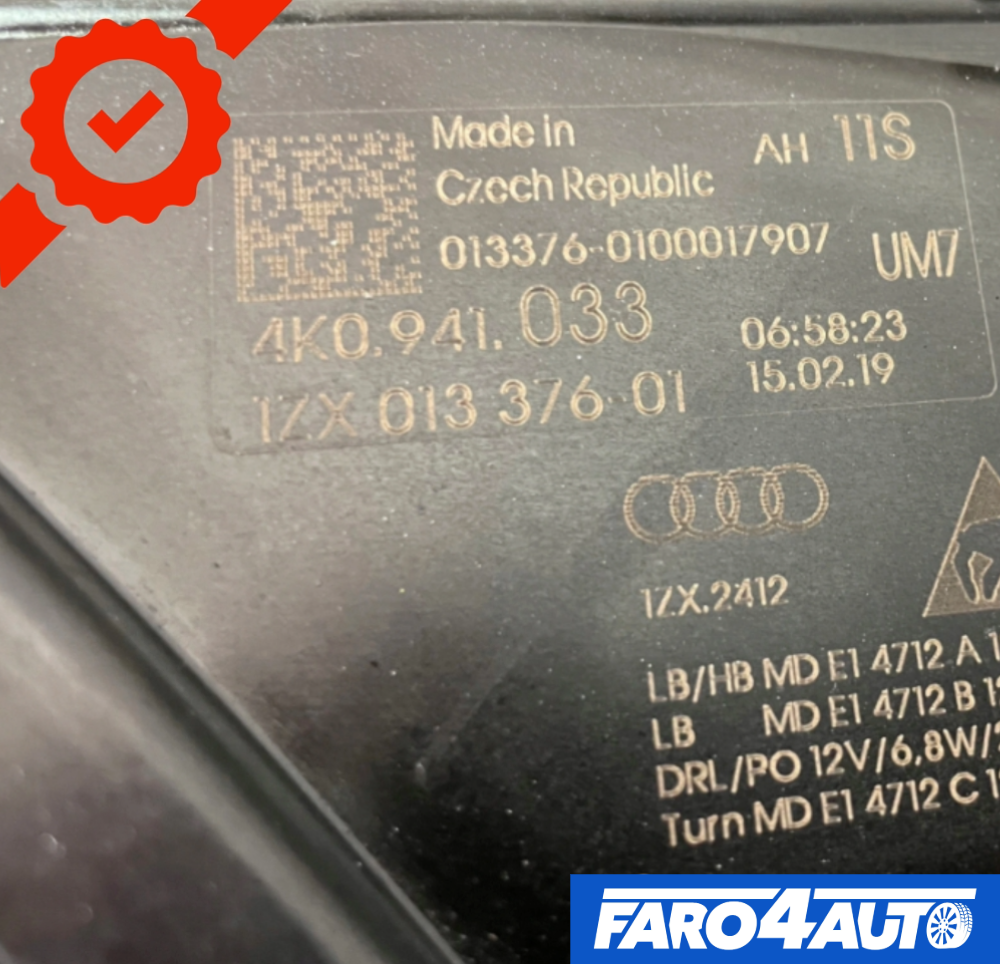 Made in
Czech Republic
AH 11S
013376-0100017907
UM7
4K0.941.033
06:58:23
15.02.19
1ZX 013 376-01
1ZX.2412
LB/HB MD E1 4712 A
LB MD E1 4712 B
DRL/PO 12V/6,8W/
Turn MD E1 4712 C
FARO4AUTO